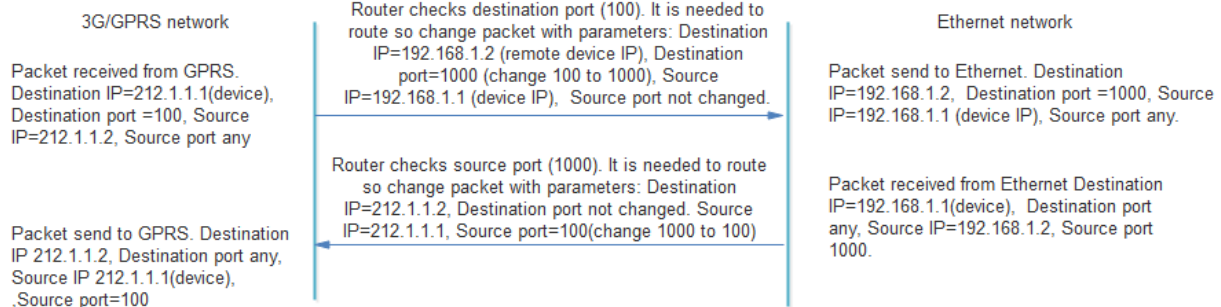 3G/GPRS network
Packet received from GPRS.
Destination IP=212.1.1.1(device),
Destination port =100, Source
IP=212.1.1.2, Source port any
Router checks destination port (100). It is needed to
route so change packet with parameters: Destination
IP=192.168.1.2 (remote device IP), Destination
port=1000 (change 100 to 1000), Source
IP=192.168.1.1 (device IP), Source port not changed.
Ethernet network
Packet send to Ethernet. Destination
IP=192.168.1.2, Destination port =1000, Source
IP=192.168.1.1 (device IP), Source port any.
Packet received from Ethernet Destination
IP=192.168.1.1(device), Destination port
any, Source IP=192.168.1.2, Source port
1000.
Router checks source port (1000). It is needed to route
so change packet with parameters: Destination
IP=212.1.1.2, Destination port not changed. Source
IP=212.1.1.1, Source port=100(change 1000 to 100)
Packet send to GPRS. Destination
IP 212.1.1.2, Destination port any,
Source IP 212.1.1.1(device),
,Source port=100